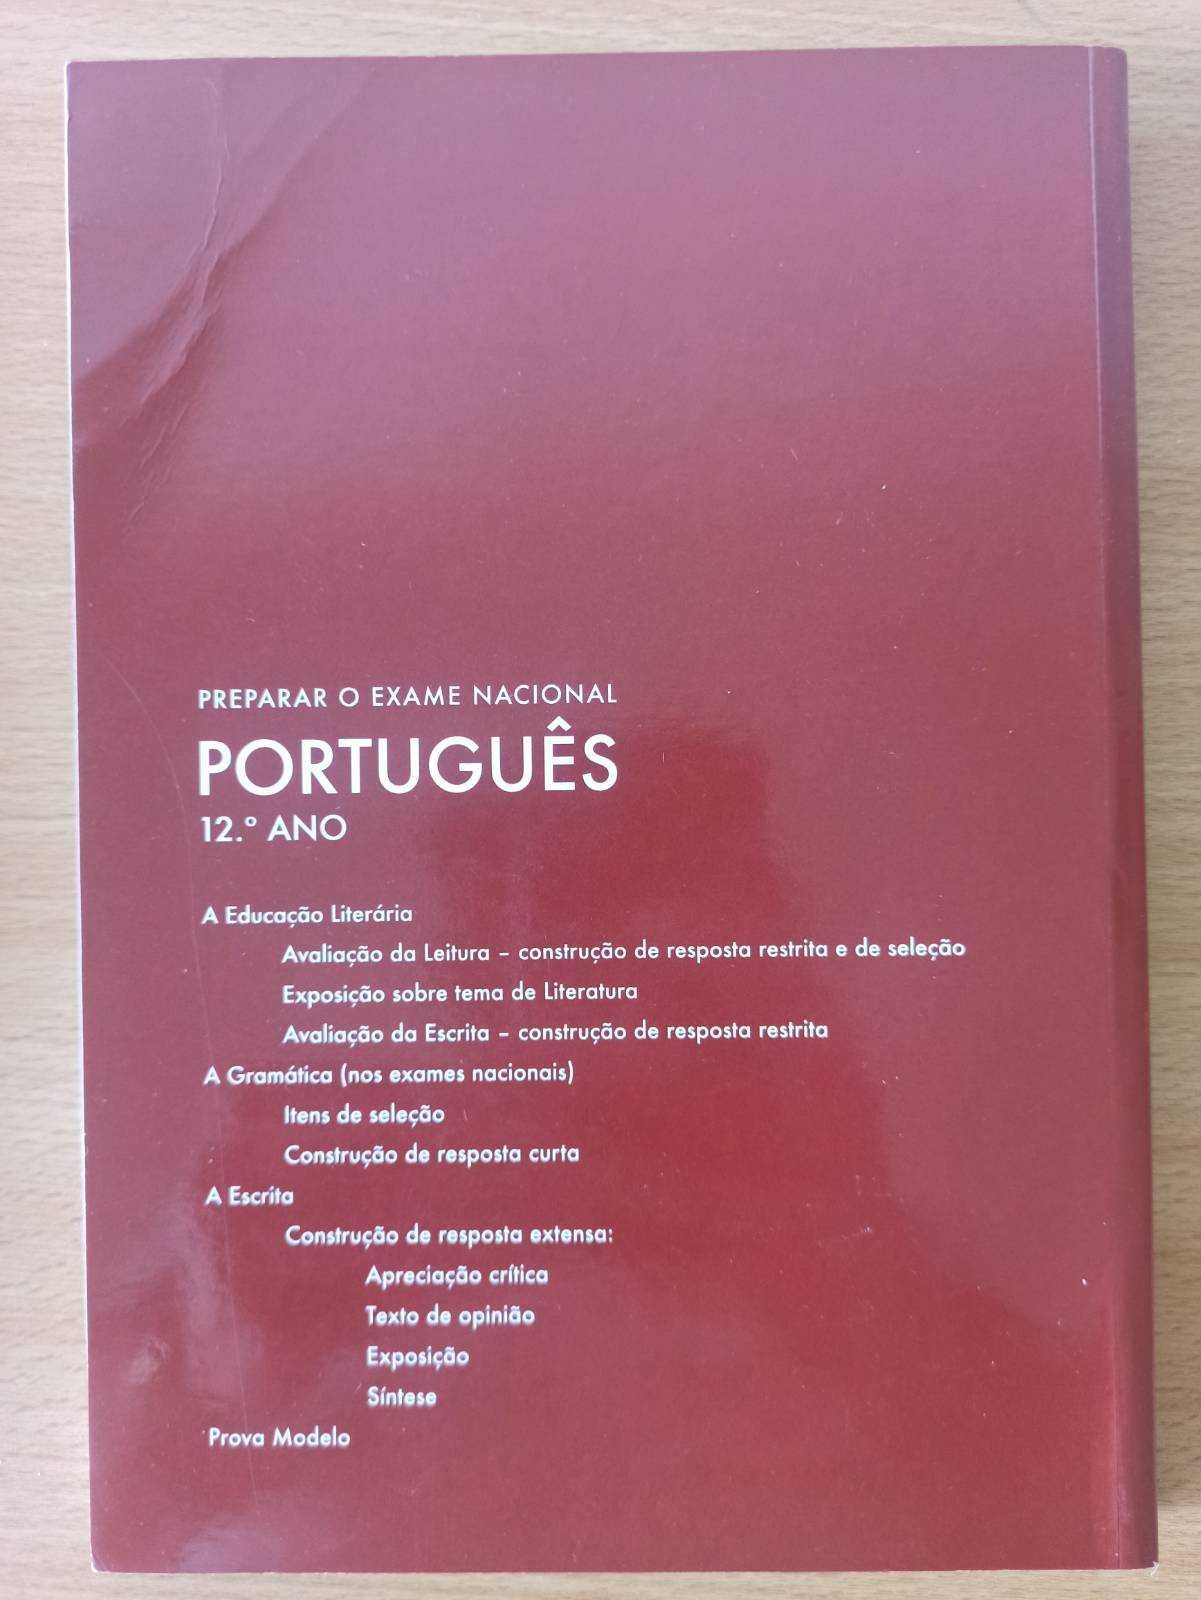 PREPARAR O EXAME NACIONAL
PORTUGUÊS
12.º ANO
A Educação Literária
Avaliação da Leitura – construção de resposta restrita e de seleção
Exposição sobre tema de Literatura
Avaliação da Escrita – construção de resposta restrita
A Gramática (nos exames nacionais)
Itens de seleção
Construção de resposta curta
A Escrita
Construção de resposta extensa:
Apreciação crítica
Texto de opinião
Exposição
Síntese
Prova Modelo